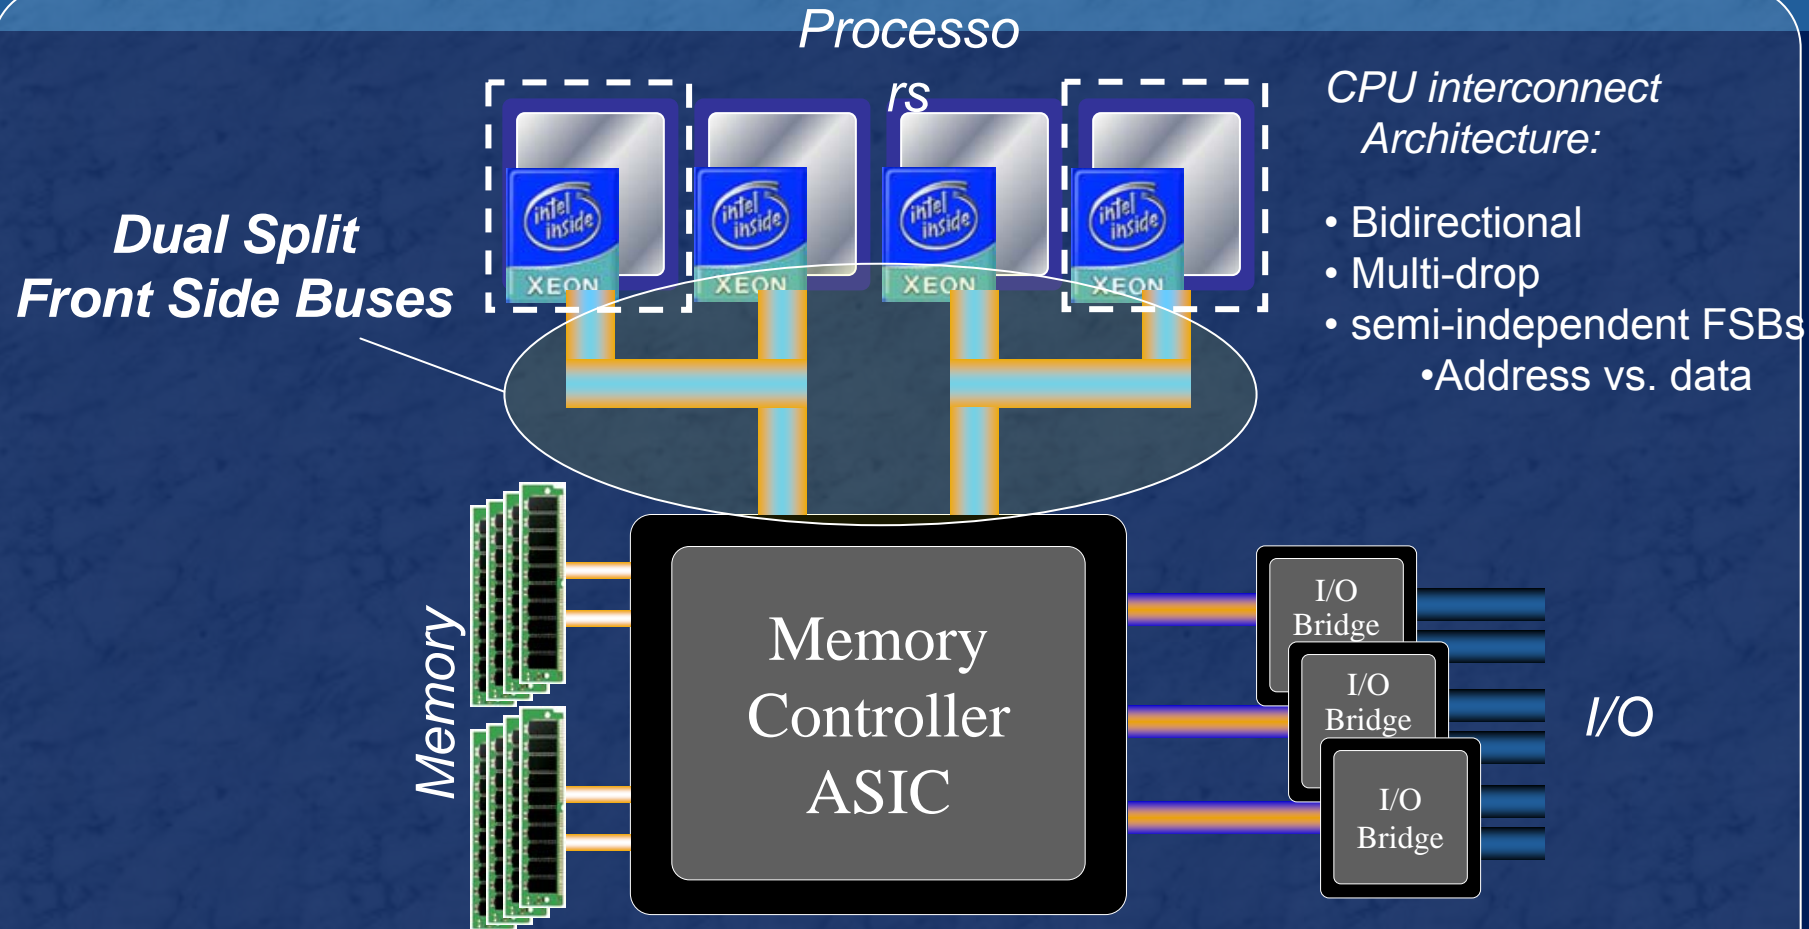 Processo
rs
CPU interconnect
Architecture:
• Bidirectional
• Multi-drop
• semi-independent FSBs
•Address vs. data
Dual Split
Front Side Buses
intel
inside
XEON
intel
inside
XEON
intel
inside
XEON
intel
inside
XEON
Memory
Memory
Controller
ASIC
I/O
Bridge
I/O
Bridge
I/O
Bridge
I/O